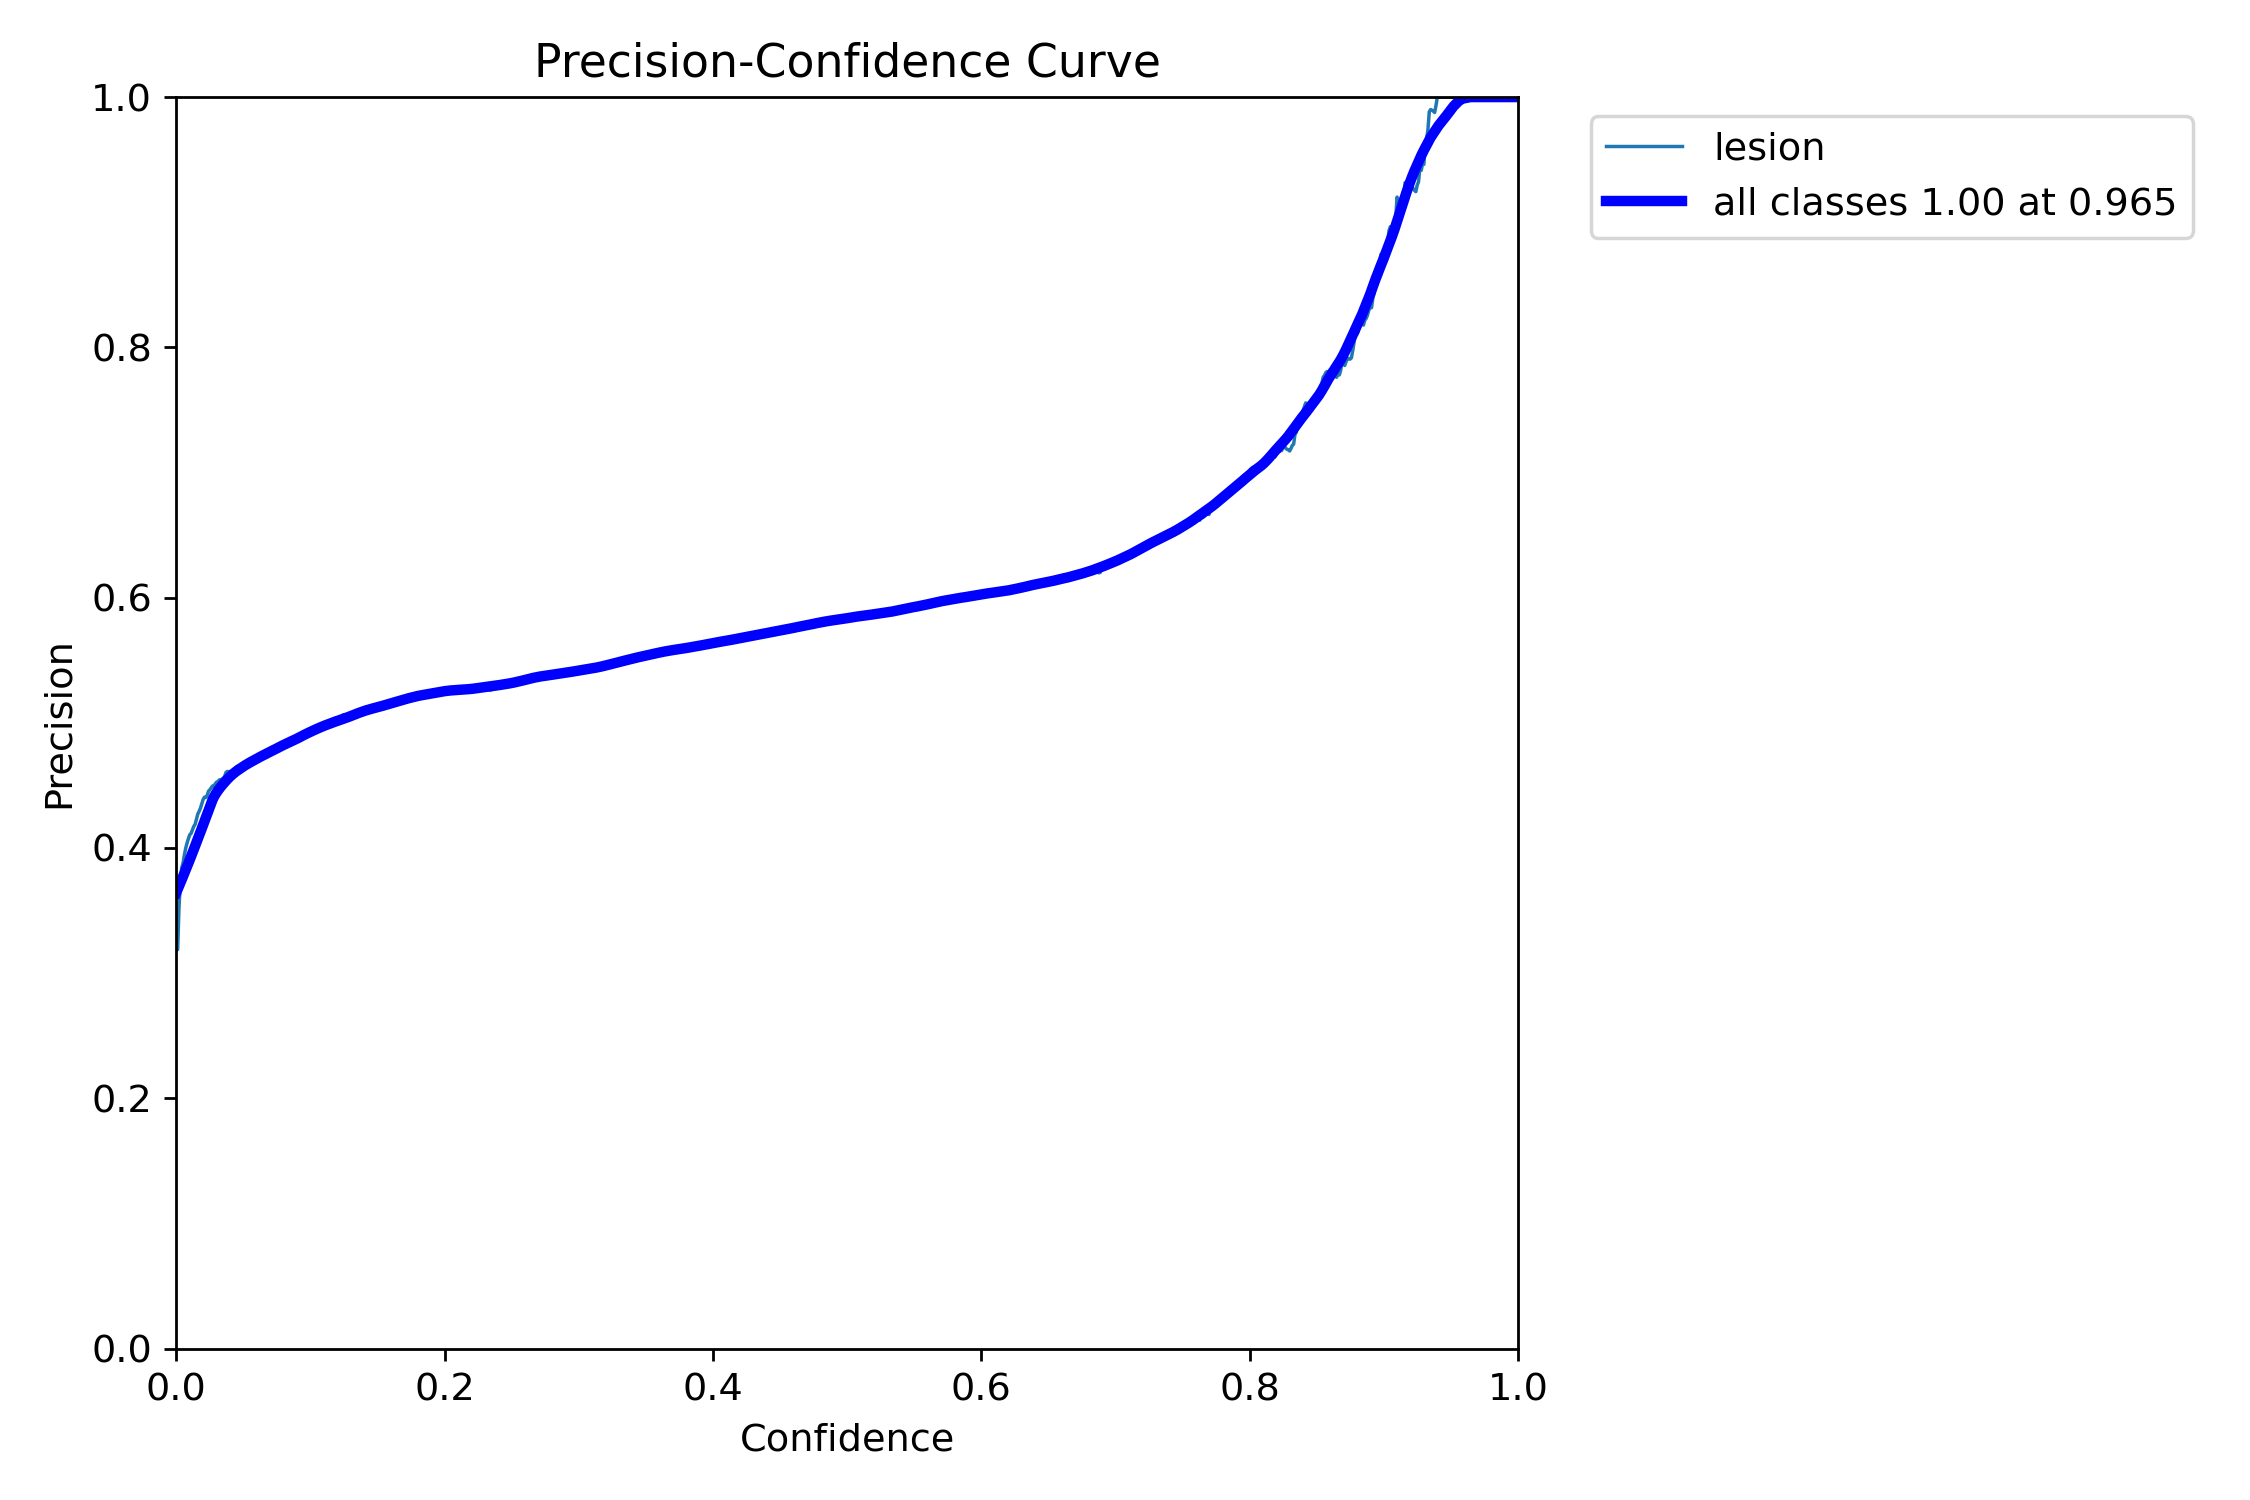 Precision-Confidence Curve
1.0
0.8
0.6
0.4
0.2
0.0
Precision
0.0 0.2 0.4 0.6 0.8 1.0
Confidence
lesion
all classes 1.00 at 0.965